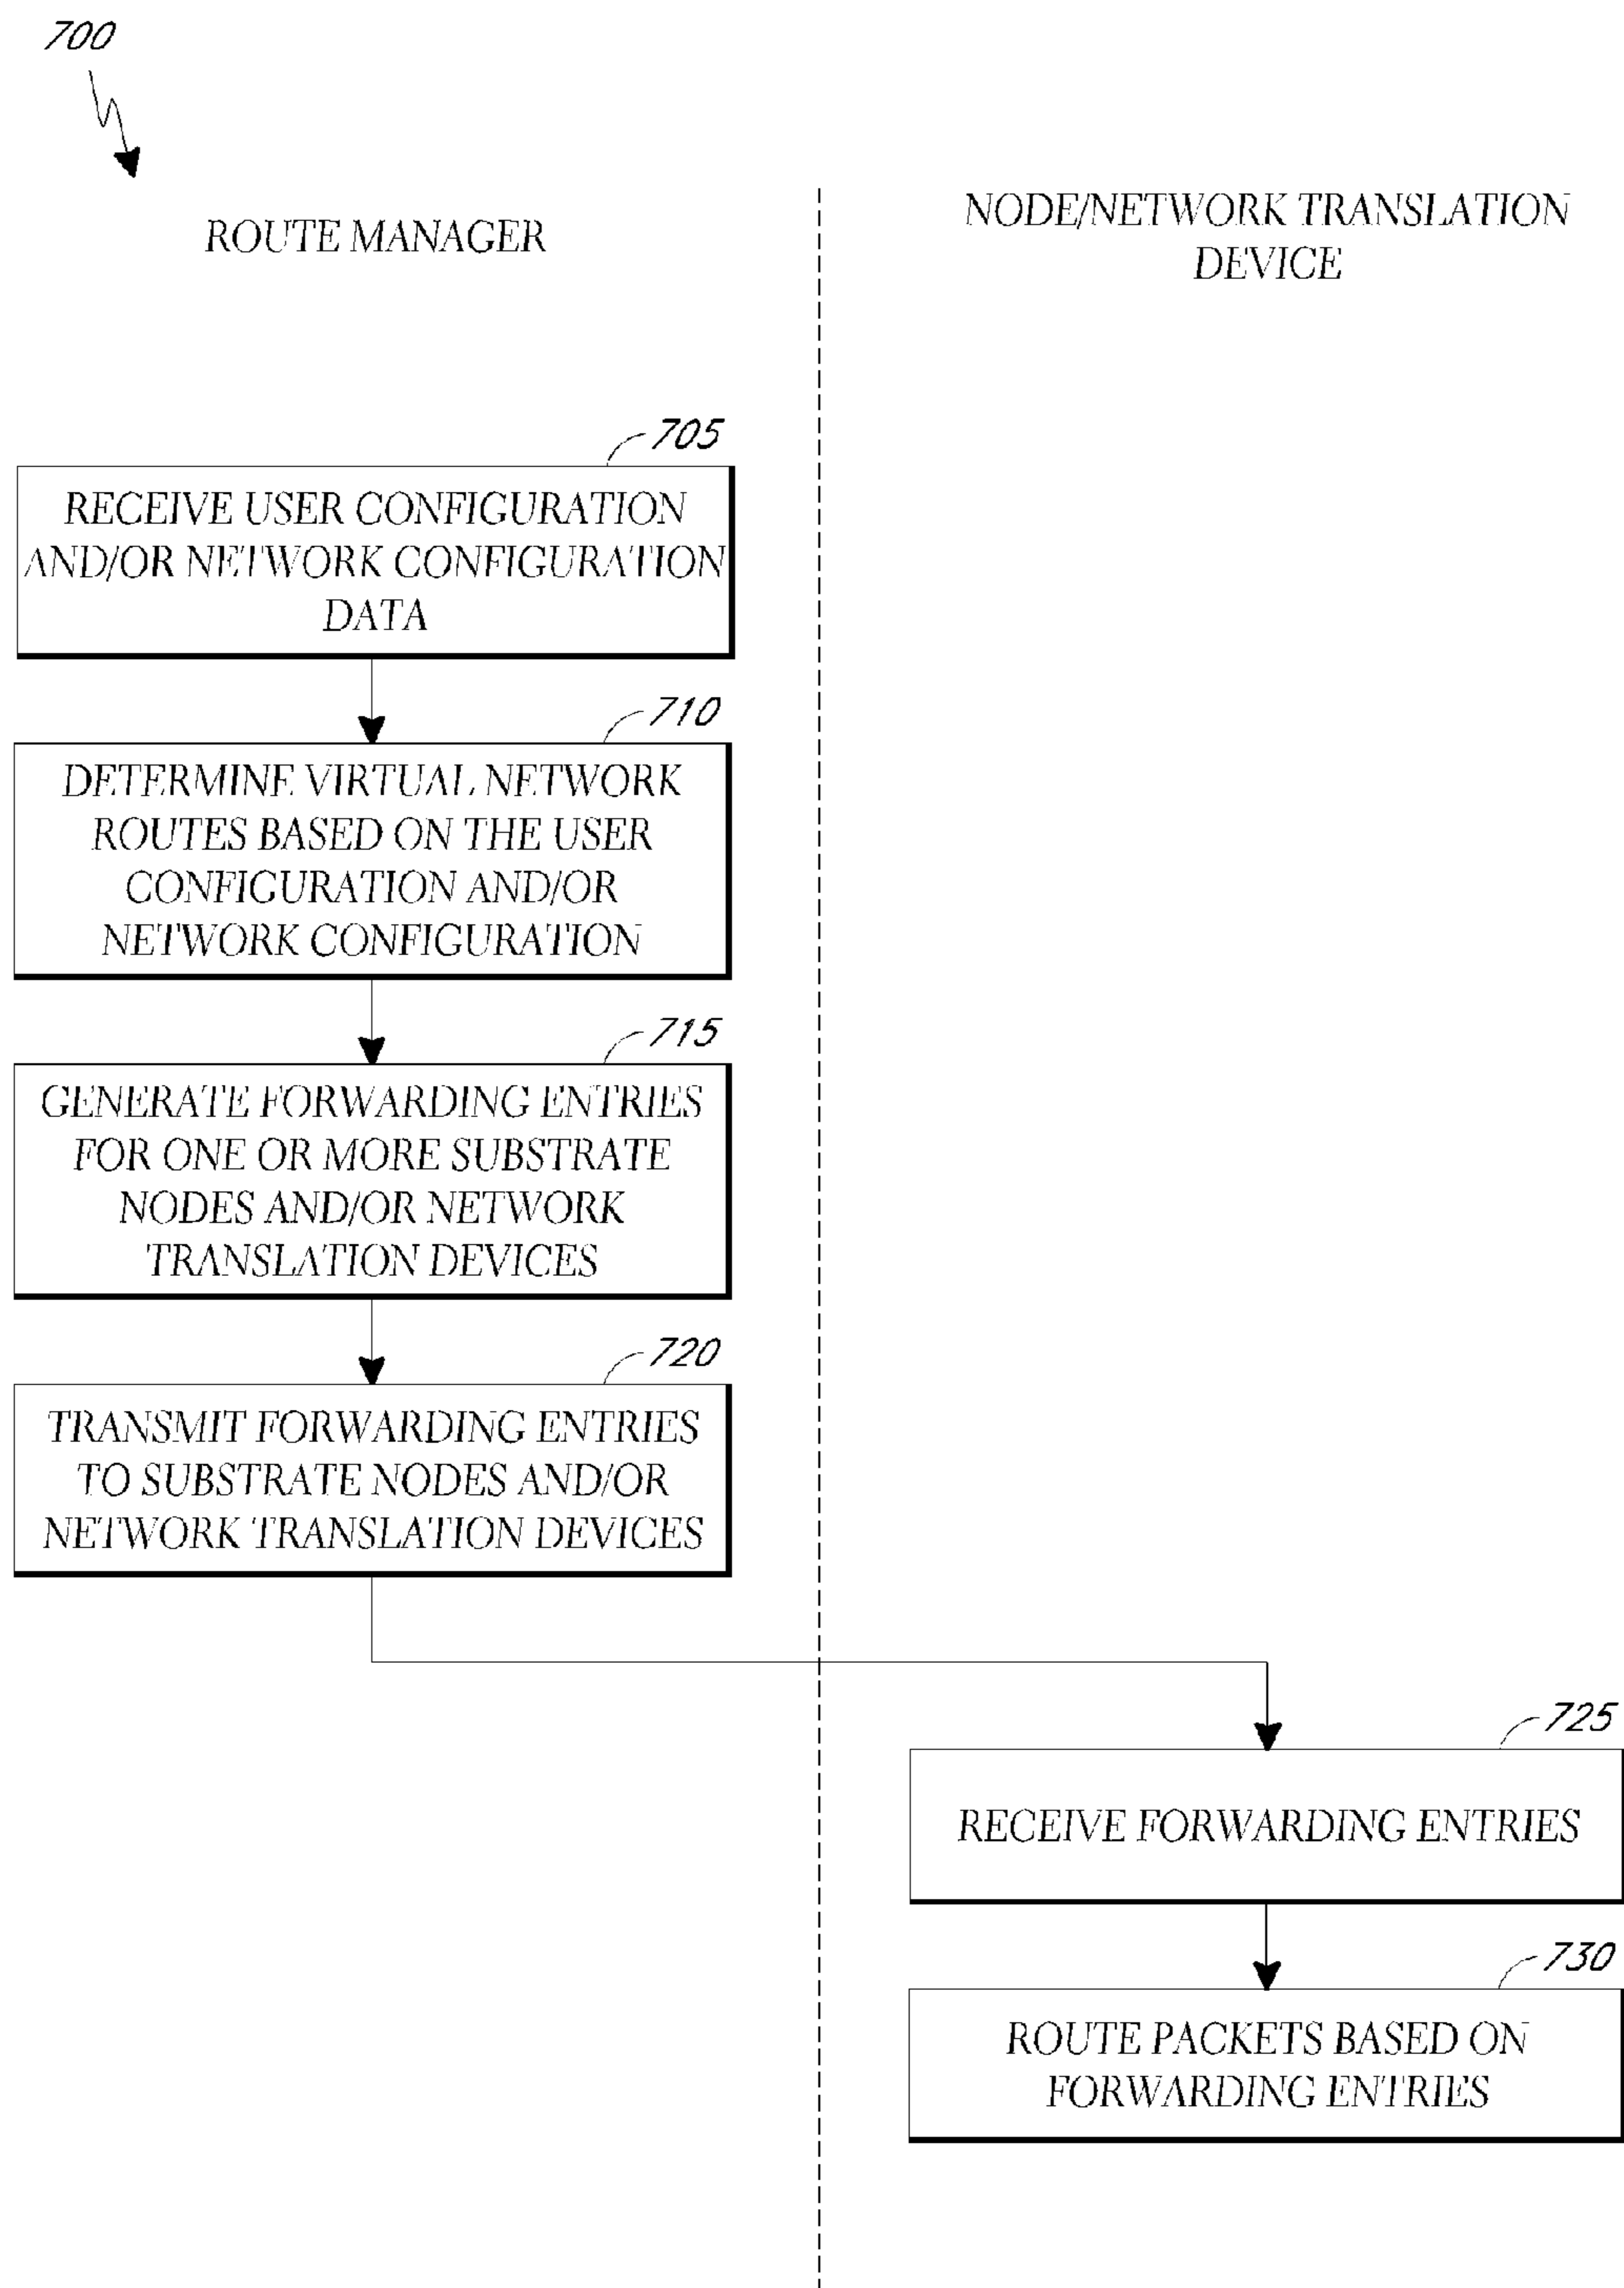 700
ROUTE MANAGER
NODE/NETWORK TRANSLATION
DEVICE
705
RECEIVE USER CONFIGURATION
AND/OR NETWORK CONFIGURATION
DATA
710
DETERMINE VIRTUAL NETWORK
ROUTES BASED ON THE USER
CONFIGURATION AND/OR
NETWORK CONFIGURATION
715
GENERATE FORWARDING ENTRIES
FOR ONE OR MORE SUBSTRATE
NODES AND/OR NETWORK
TRANSLATION DEVICES
720
TRANSMIT FORWARDING ENTRIES
TO SUBSTRATE NODES AND/OR
NETWORK TRANSLATION DEVICES
725
RECEIVE FORWARDING ENTRIES
730
ROUTE PACKETS BASED ON
FORWARDING ENTRIES